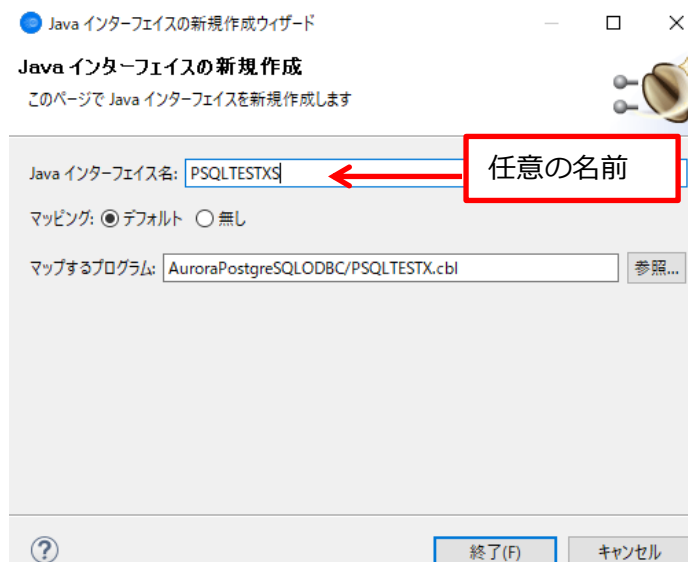 Java インターフェイスの新規作成ウィザード
Java インターフェイスの新規作成
このページで Java インターフェイスを新規作成します
Java インターフェイス名: PSQLTESTXS
任意の名前
マッピング: デフォルト 無し
マップするプログラム: AuroraPostgreSQLODBC/PSQLTESTX.cbl 参照...
? 終了(F) キャンセル